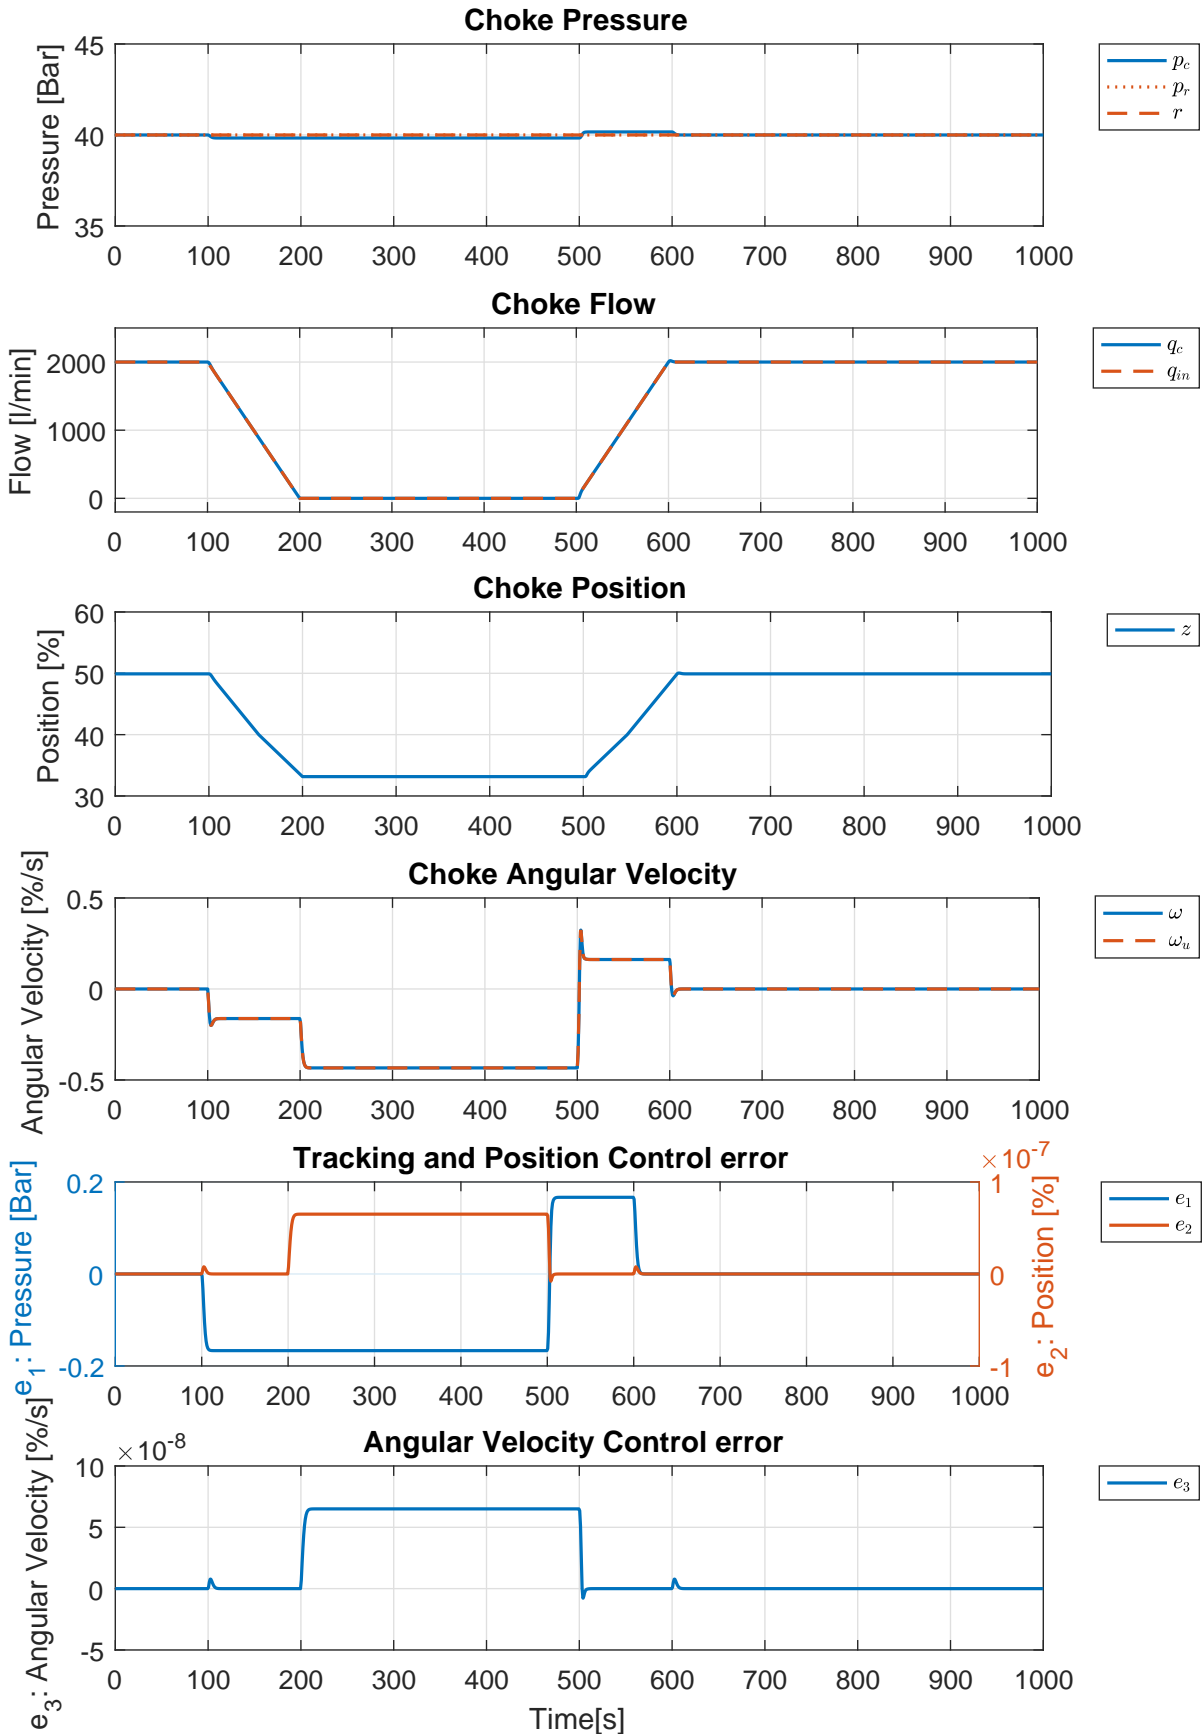 Choke Pressure
Pressure [Bar]
45
40
35
0 100 200 300 400 500 600 700 800 900 1000
p_c
p_r
r
Choke Flow
Flow [l/min]
2000
1000
0
0 100 200 300 400 500 600 700 800 900 1000
q_c
q_in
Choke Position
Position [%]
60
50
40
30
0 100 200 300 400 500 600 700 800 900 1000
z
Choke Angular Velocity
Angular Velocity [%/s]
0.5
0
-0.5
0 100 200 300 400 500 600 700 800 900 1000
ω
ω_u
Tracking and Position Control error
×10^-7
e_1: Pressure [Bar]
0.2
0
-0.2
1
0
-1
e_2: Position [%]
0 100 200 300 400 500 600 700 800 900 1000
e_1
e_2
Angular Velocity Control error
×10^-8
e_3: Angular Velocity [%/s]
10
5
0
-5
0 100 200 300 400 500 600 700 800 900 1000
e_3
Time[s]